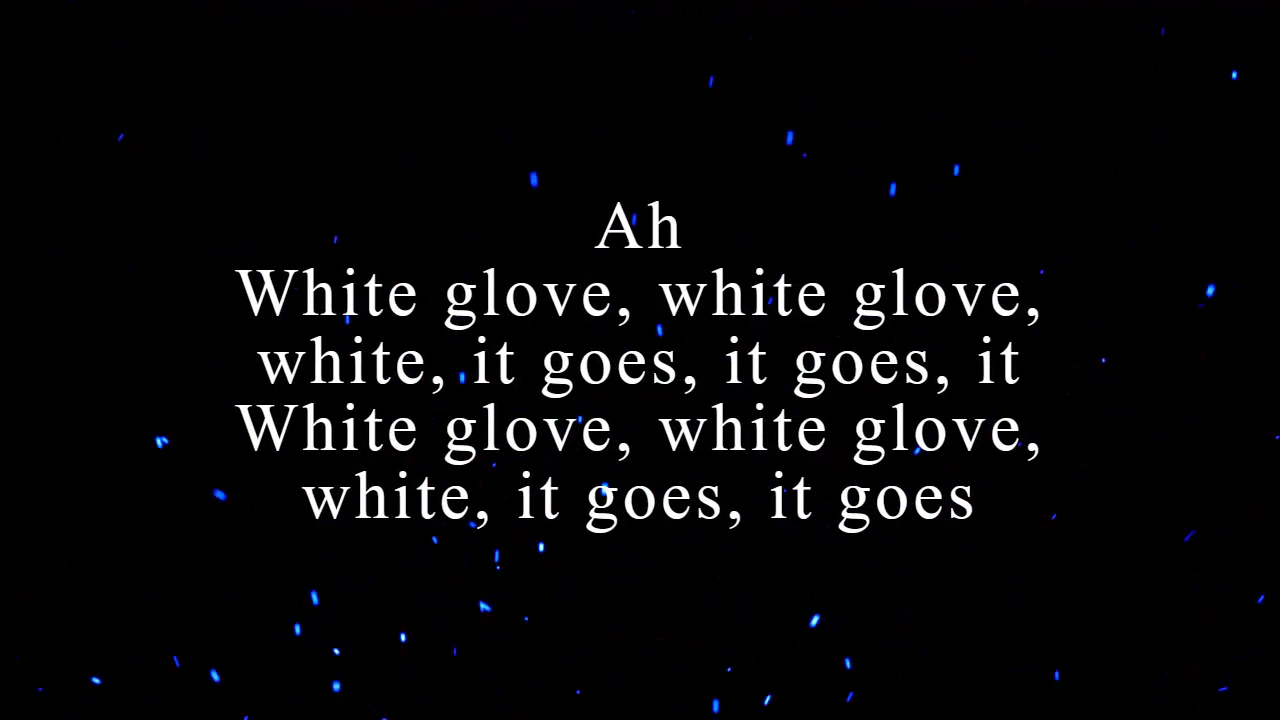 Ah
White glove, white glove,
white, it goes, it goes, it
White glove, white glove,
white, it goes, it goes